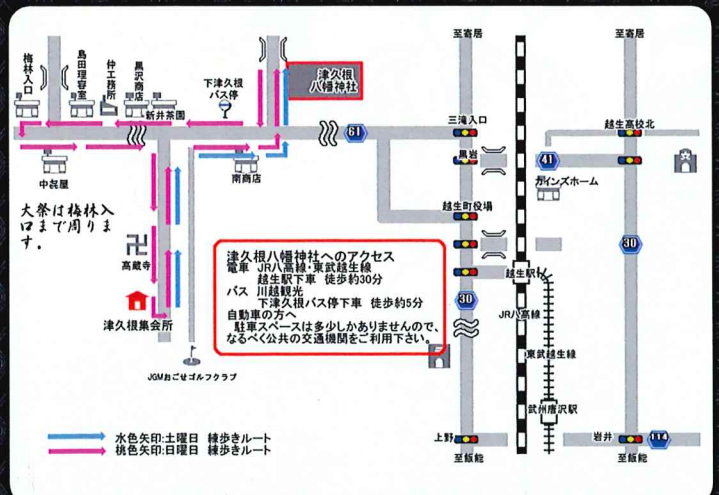 至寄居
至寄居
梅林入口
島田理容室
仲工務所
黒沢商店
新井茶園
下津久根
バス停
津久根
八幡神社
61
三滝入口
越生高校北
黒岩
41
カインズホーム
中長屋
南商店
越生町役場
大祭は梅林入
口まで周りま
す。
高蔵寺
津久根集会所
津久根八幡神社へのアクセス
電車 JR八高線・東武越生線
越生駅下車 徒歩約30分
バス 川越観光
下津久根バス停下車 徒歩約5分
自動車の方へ
駐車スペースは多少しかありませんので、
なるべく公共の交通機関をご利用下さい。
30
越生駅
30
JR八高線
東武越生線
JGMおごせゴルフクラブ
武州唐沢駅
水色矢印:土曜日 練歩きルート
桃色矢印:日曜日 練歩きルート
上野
岩井
114
至飯能
至飯能